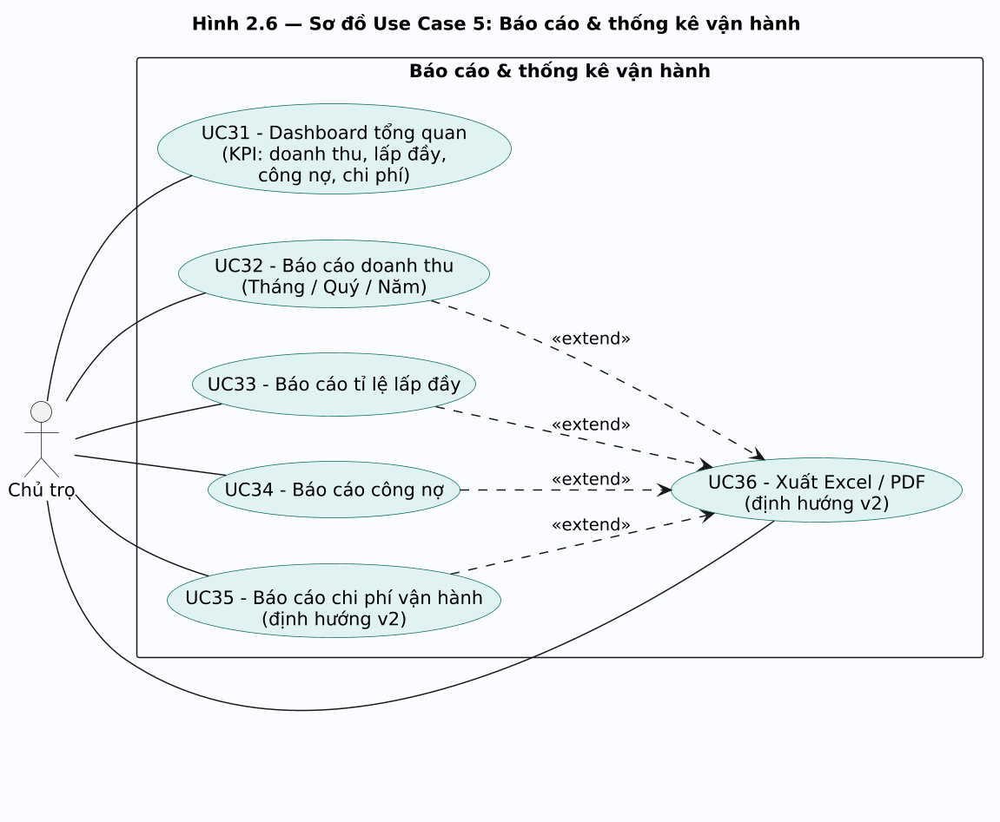 Hình 2.6 — Sơ đồ Use Case 5: Báo cáo & thống kê vận hành
Báo cáo & thống kê vận hành
UC31 - Dashboard tổng quan
(KPI: doanh thu, lấp đầy,
công nợ, chi phí)
UC32 - Báo cáo doanh thu
(Tháng / Quý / Năm)
«extend»
UC33 - Báo cáo tỉ lệ lấp đầy
«extend»
Chủ trọ
UC34 - Báo cáo công nợ
«extend»
UC36 - Xuất Excel / PDF
(định hướng v2)
«extend»
UC35 - Báo cáo chi phí vận hành
(định hướng v2)